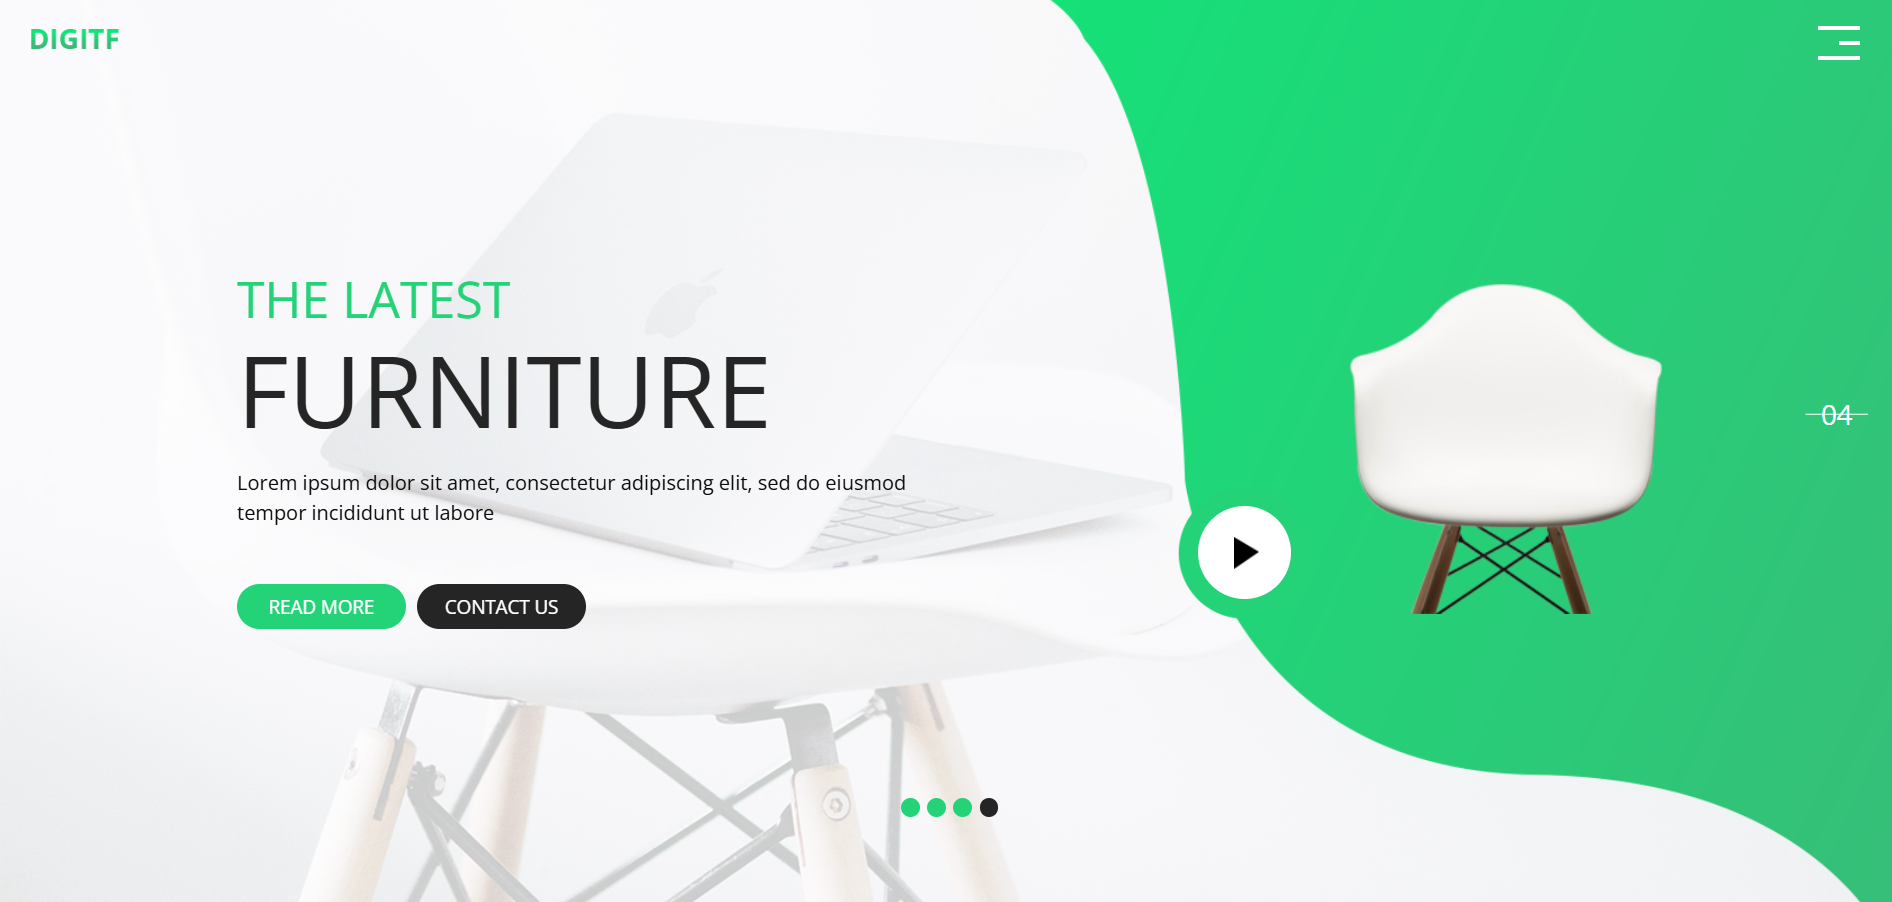 DIGITF
THE LATEST
FURNITURE
Lorem ipsum dolor sit amet, consectetur adipiscing elit, sed do eiusmod
tempor incididunt ut labore
READ MORE
CONTACT US
04